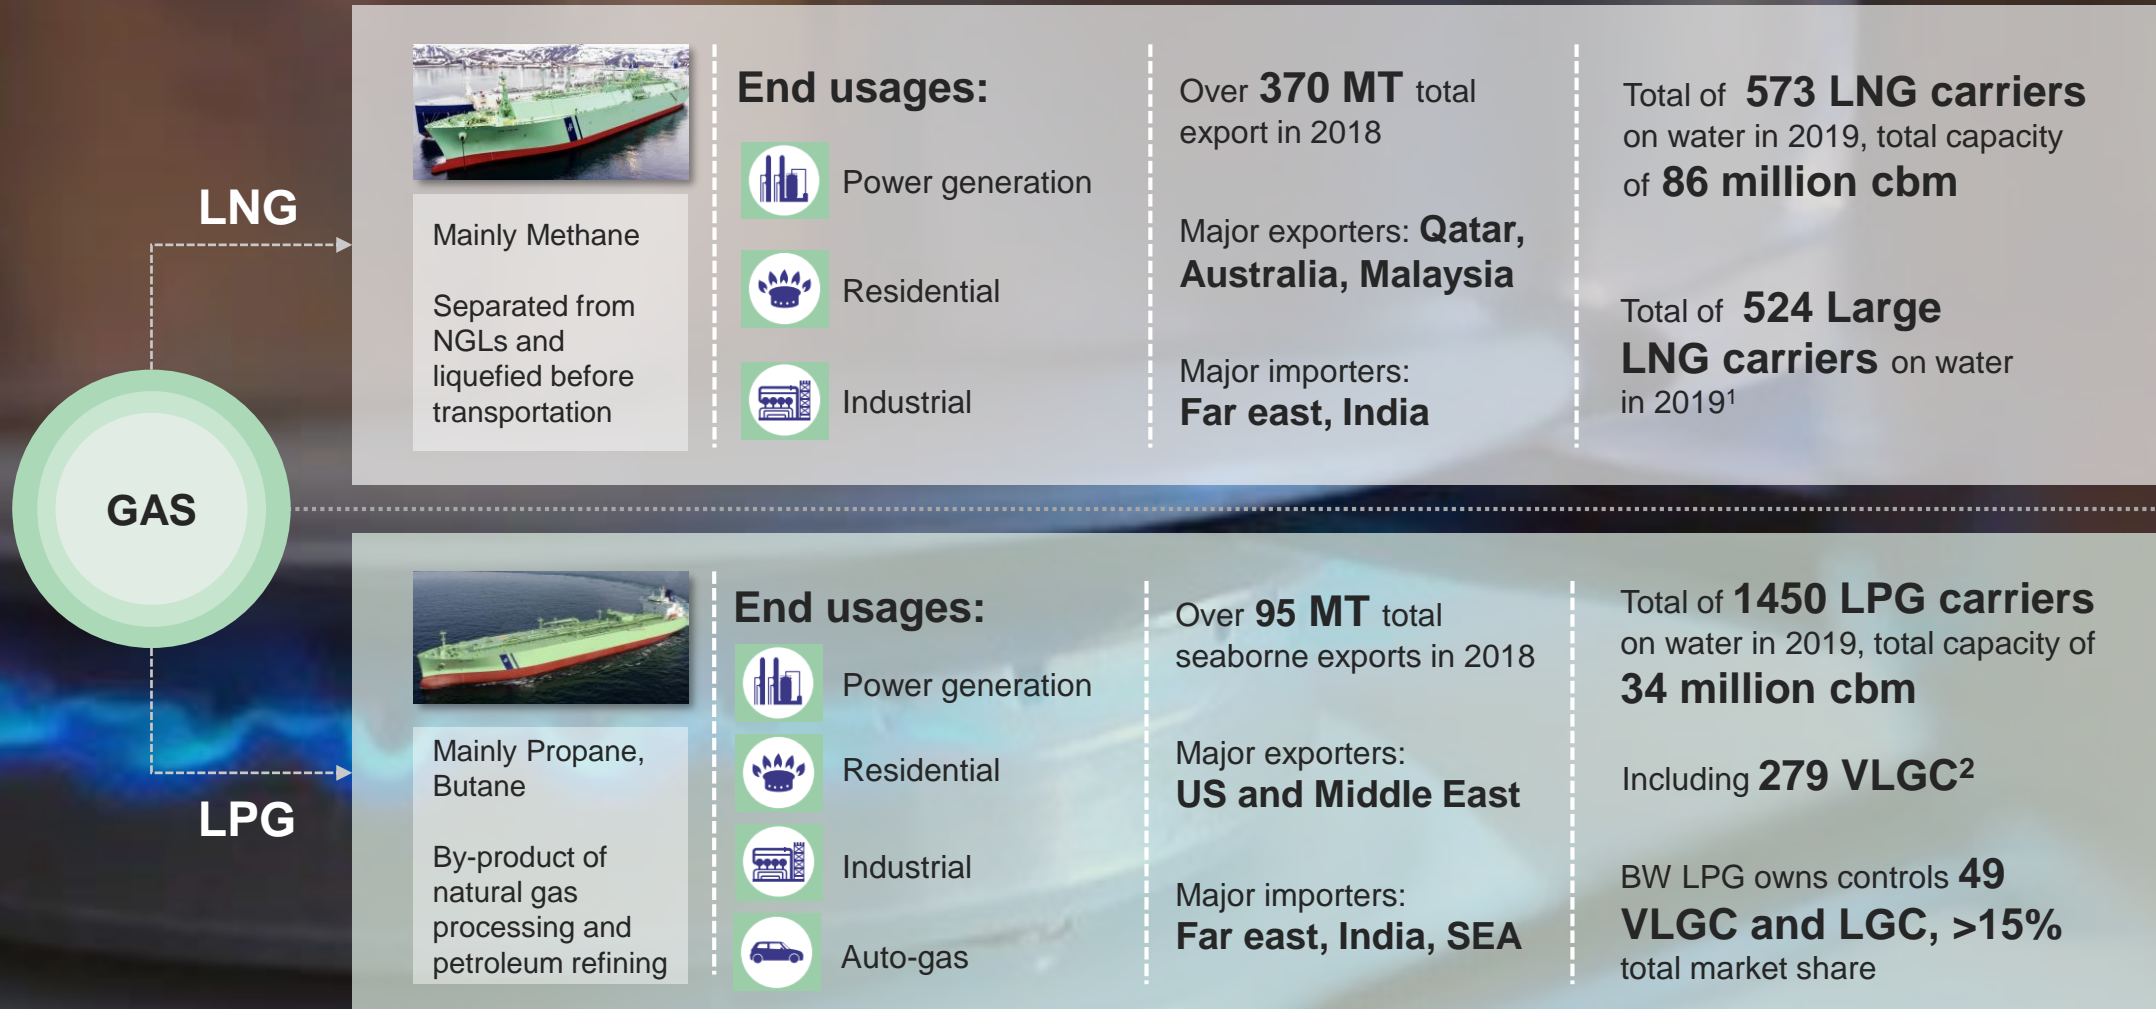 GAS
LNG
Mainly Methane
Separated from
NGLs and
liquefied before
transportation
End usages:
Power generation
Residential
Industrial
Over 370 MT total
export in 2018
Major exporters: Qatar,
Australia, Malaysia
Major importers:
Far east, India
Total of 573 LNG carriers
on water in 2019, total capacity
of 86 million cbm
Total of 524 Large
LNG carriers on water
in 2019¹
LPG
Mainly Propane,
Butane
By-product of
natural gas
processing and
petroleum refining
End usages:
Power generation
Residential
Industrial
Auto-gas
Over 95 MT total
seaborne exports in 2018
Major exporters:
US and Middle East
Major importers:
Far east, India, SEA
Total of 1450 LPG carriers
on water in 2019, total capacity of
34 million cbm
Including 279 VLGC²
BW LPG owns controls 49
VLGC and LGC, >15%
total market share